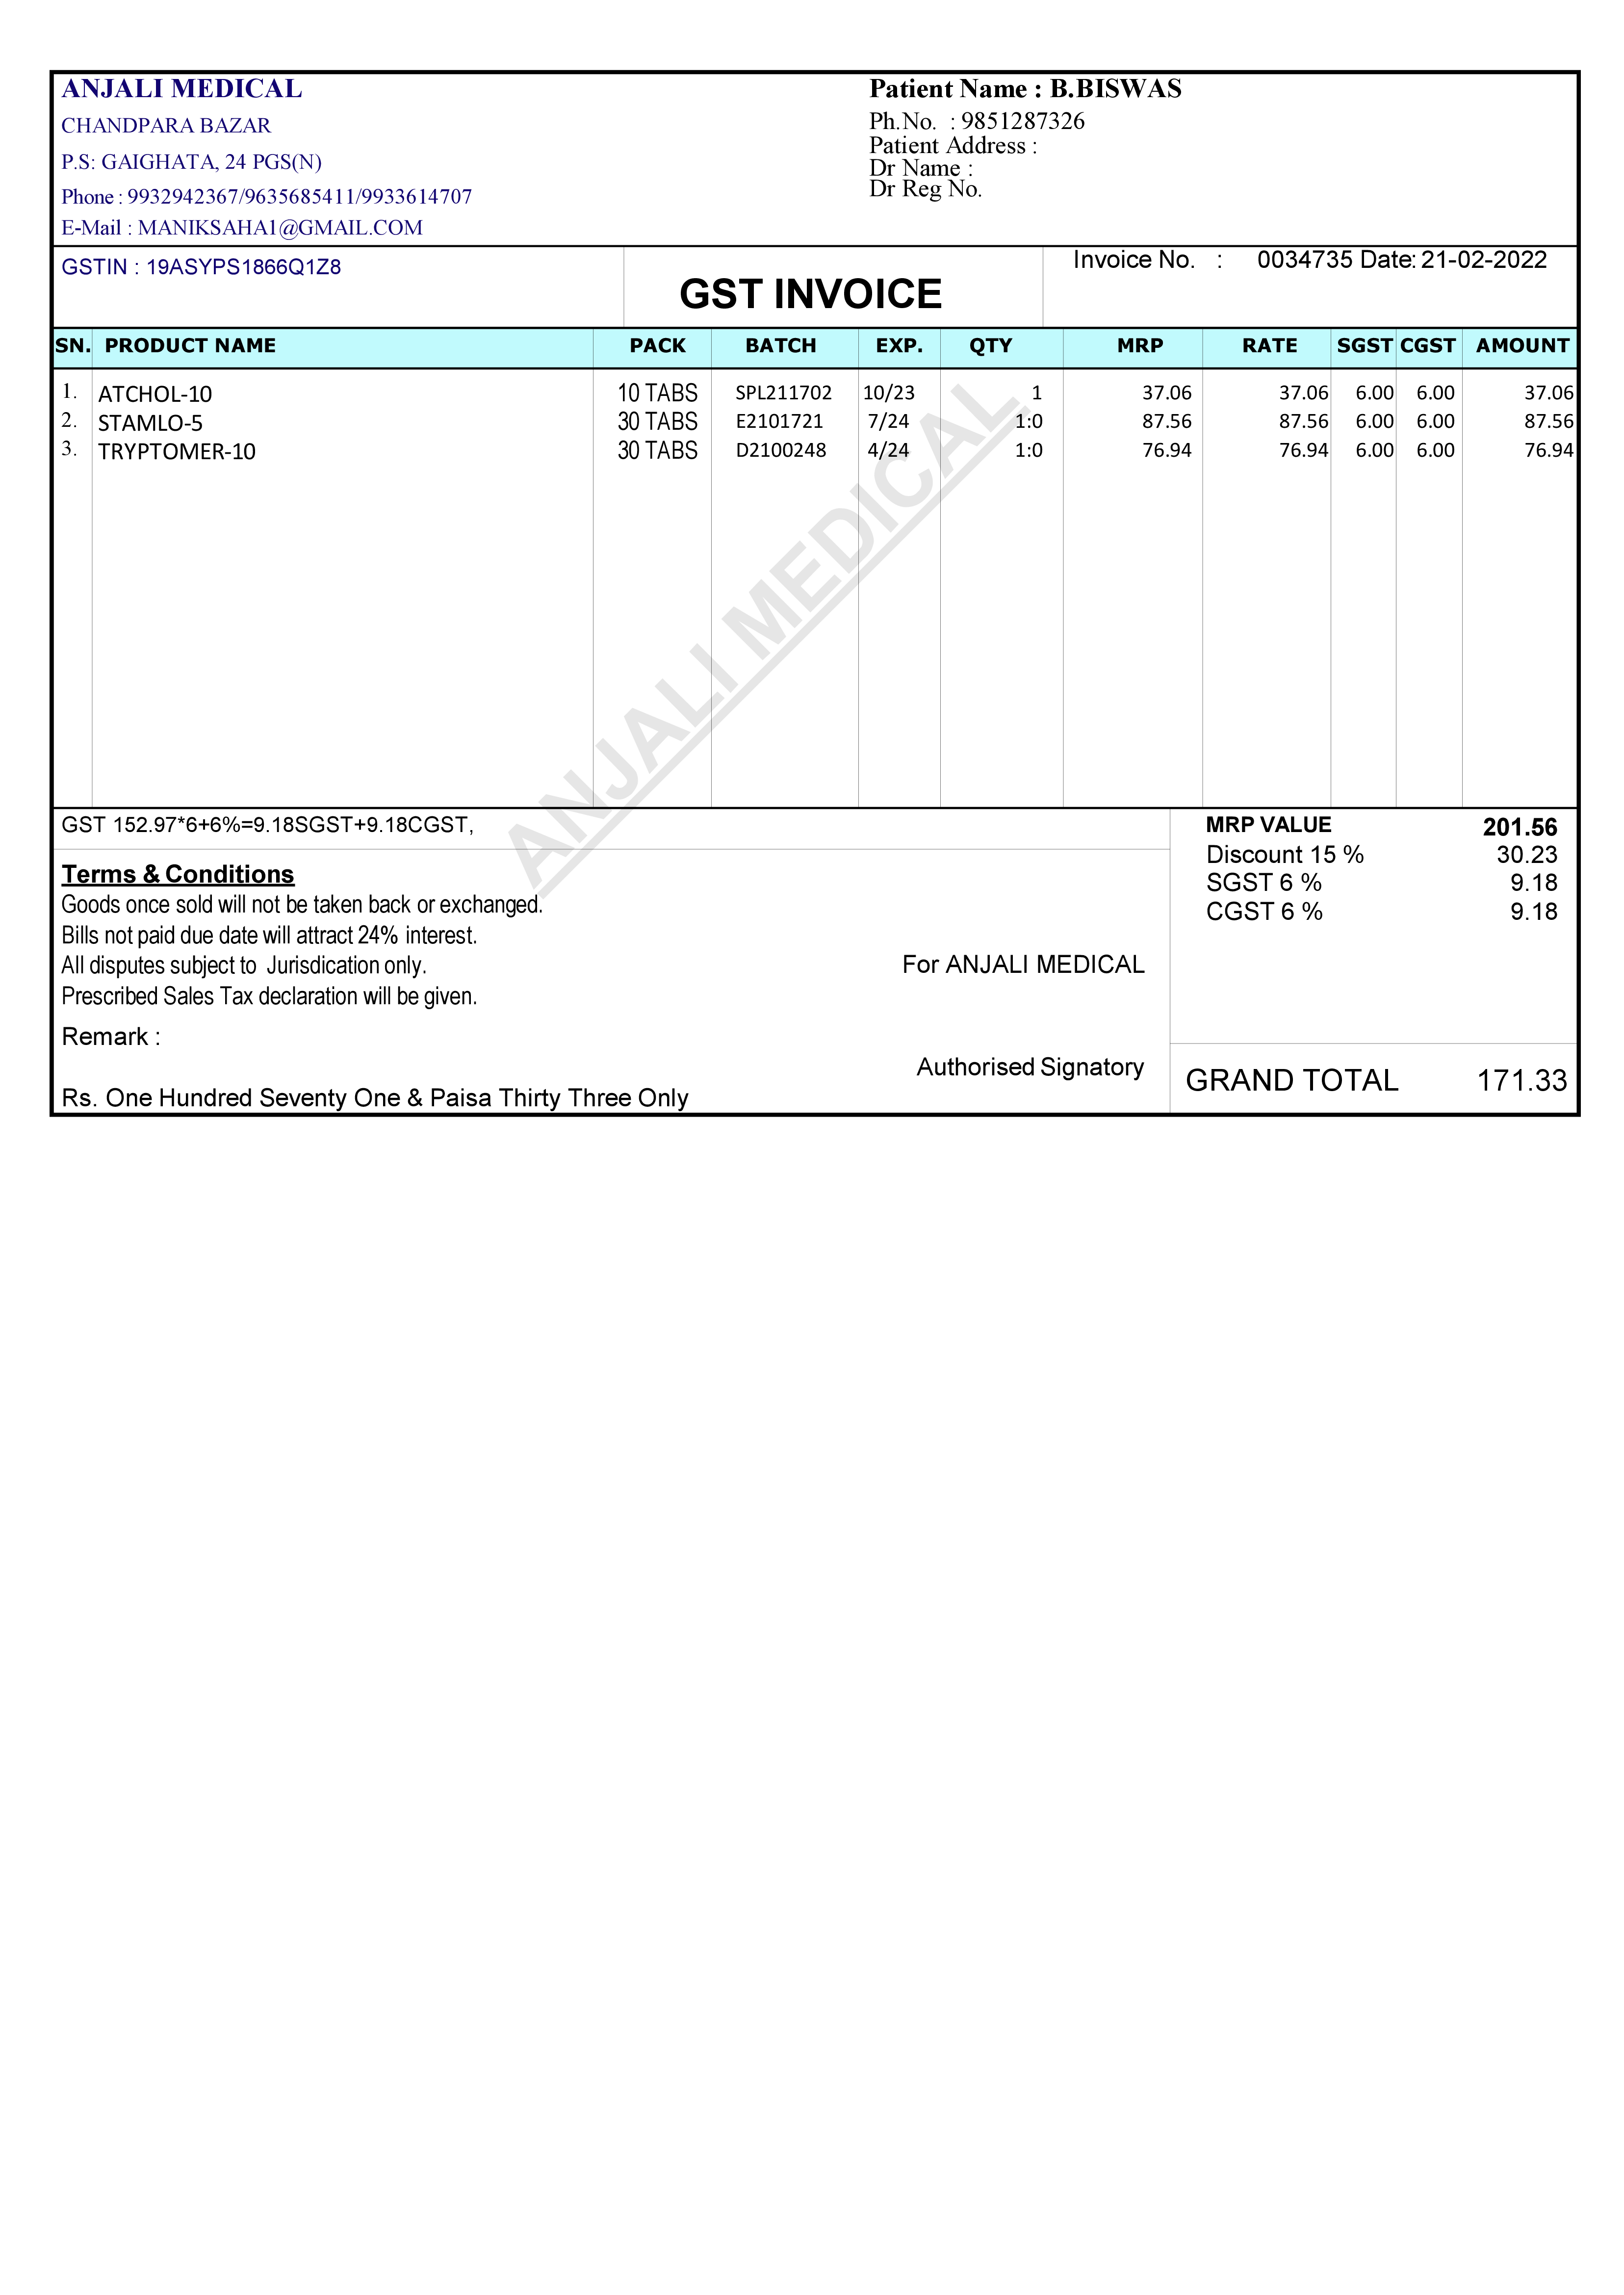 ANJALI MEDICAL
CHANDPARA BAZAR
P.S: GAIGHATA, 24 PGS(N)
Phone : 9932942367/9635685411/9933614707
E-Mail : MANIKSAHA1@GMAIL.COM
Patient Name : B.BISWAS
Ph.No. : 9851287326
Patient Address :
Dr Name :
Dr Reg No.
GSTIN : 19ASYPS1866Q1Z8
GST INVOICE
Invoice No. : 0034735 Date: 21-02-2022
SN. PRODUCT NAME PACK BATCH EXP. QTY MRP RATE SGST CGST AMOUNT
1. ATCHOL-10 10 TABS SPL211702 10/23 1 37.06 37.06 6.00 6.00 37.06
2. STAMLO-5 30 TABS E2101721 7/24 1:0 87.56 87.56 6.00 6.00 87.56
3. TRYPTOMER-10 30 TABS D2100248 4/24 1:0 76.94 76.94 6.00 6.00 76.94
ANJALI MEDICAL
GST 152.97*6+6%=9.18SGST+9.18CGST,
Terms & Conditions
Goods once sold will not be taken back or exchanged.
Bills not paid due date will attract 24% interest.
All disputes subject to Jurisdication only.
Prescribed Sales Tax declaration will be given.
Remark :
Rs. One Hundred Seventy One & Paisa Thirty Three Only
For ANJALI MEDICAL
Authorised Signatory
MRP VALUE 201.56
Discount 15 % 30.23
SGST 6 % 9.18
CGST 6 % 9.18
GRAND TOTAL 171.33